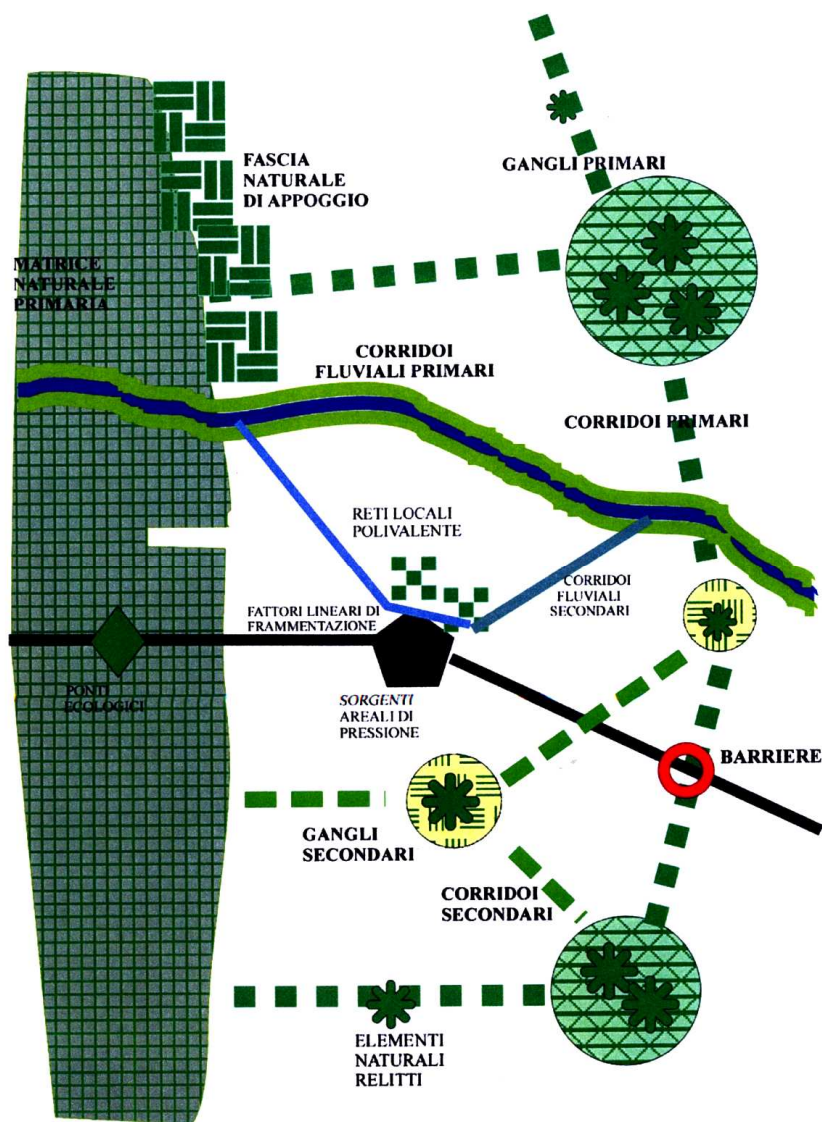 GANGLI PRIMARI
FASCIA
NATURALE
DI APPOGGIO
MATRICE
NATURALE
PRIMARIA
CORRIDOI
FLUVIALI PRIMARI
CORRIDOI PRIMARI
RETI LOCALI
POLIVALENTE
CORRIDOI
FLUVIALI
SECONDARI
FATTORI LINEARI DI
FRAMMENTAZIONE
PONTI
ECOLOGICI
SORGENTI
AREALI DI
PRESSIONE
BARRIERE
GANGLI
SECONDARI
CORRIDOI
SECONDARI
ELEMENTI
NATURALI
RELITTI